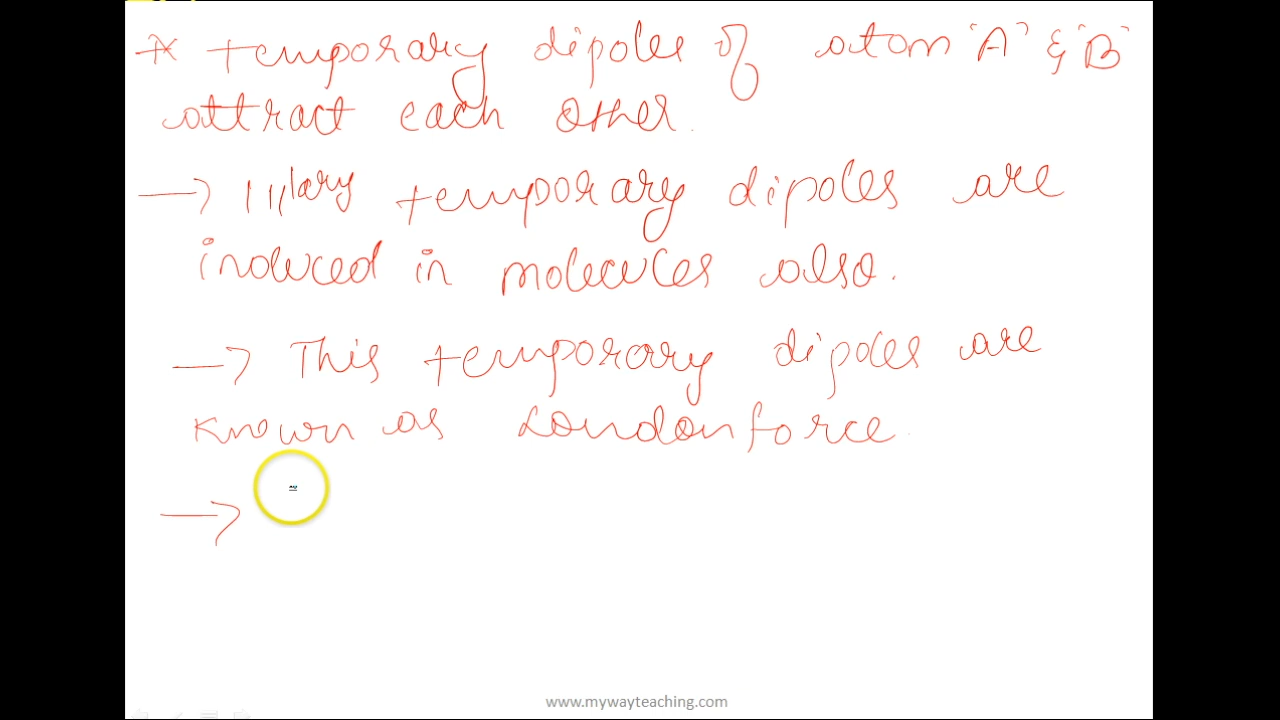 * temporary dipoles of atom 'A' & 'B'
attract each other.
→ |||lary temporary dipoles are
induced in molecules also.
→ This temporary dipoles are
known as London force.
→
www.mywayteaching.com